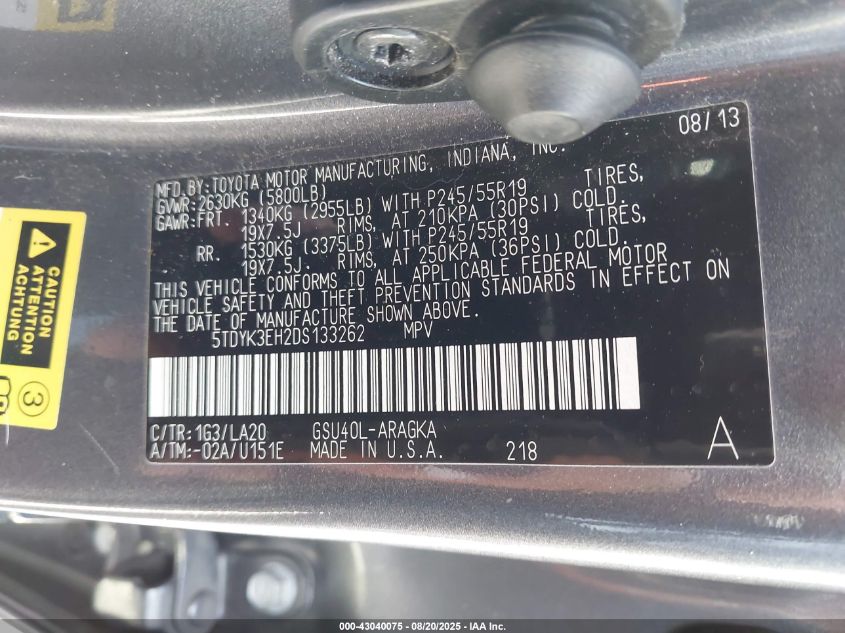 08/13
MFD.BY:TOYOTA MOTOR MANUFACTURING, INDIANA, INC.
GVWR:2630KG (5800LB)
GAWR:FRT 1340KG (2955LB) WITH P245/55R19 TIRES,
19X7.5J RIMS, AT 210KPA (30PSI) COLD.
RR. 1530KG (3375LB) WITH P245/55R19 TIRES,
19X7.5J. RIMS, AT 250KPA (36PSI) COLD.
THIS VEHICLE CONFORMS TO ALL APPLICABLE FEDERAL MOTOR
VEHICLE SAFETY AND THEFT PREVENTION STANDARDS IN EFFECT ON
THE DATE OF MANUFACTURE SHOWN ABOVE.
5TDYK3EH2DS133262 MPV
C/TR:1G3/LA20 GSU40L-ARAGKA
A/TM:-02A/U151E MADE IN U.S.A. 218 A
CAUTION
ATTENTION
ACHTUNG
3
000-43040075 - 08/20/2025 - IAA Inc.